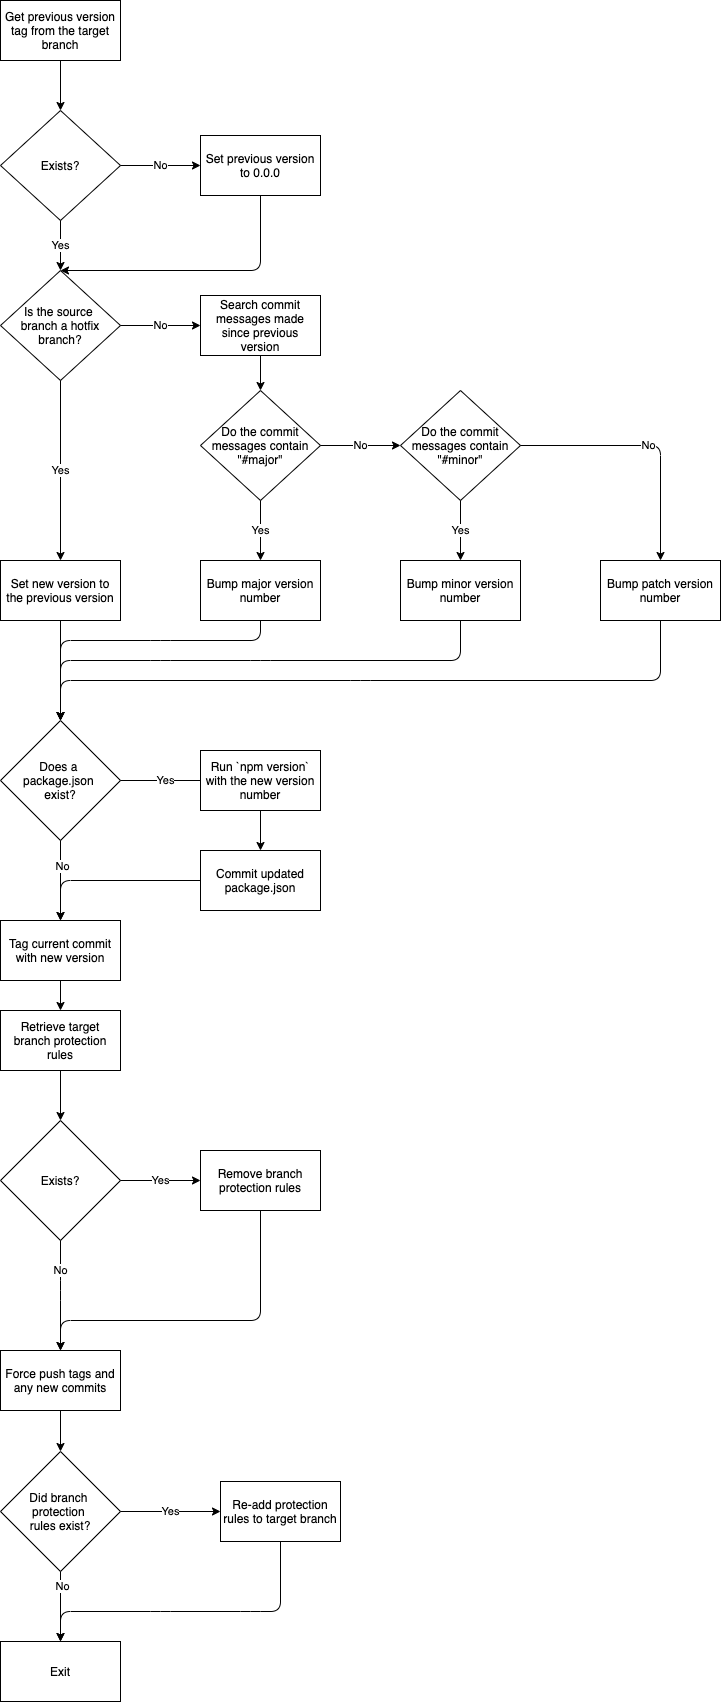 Get previous version
tag from the target
branch
Exists?
No
Set previous version
to 0.0.0
Yes
Is the source
branch a hotfix
branch?
No
Search commit
messages made
since previous
version
Do the commit
messages contain
"#major"
No
Do the commit
messages contain
"#minor"
No
Yes
Yes
Yes
Set new version to
the previous version
Bump major version
number
Bump minor version
number
Bump patch version
number
Does a
package.json
exist?
Yes
Run `npm version`
with the new version
number
No
Commit updated
package.json
Tag current commit
with new version
Retrieve target
branch protection
rules
Exists?
Yes
Remove branch
protection rules
No
Force push tags and
any new commits
Did branch
protection
rules exist?
Yes
Re-add protection
rules to target branch
No
Exit